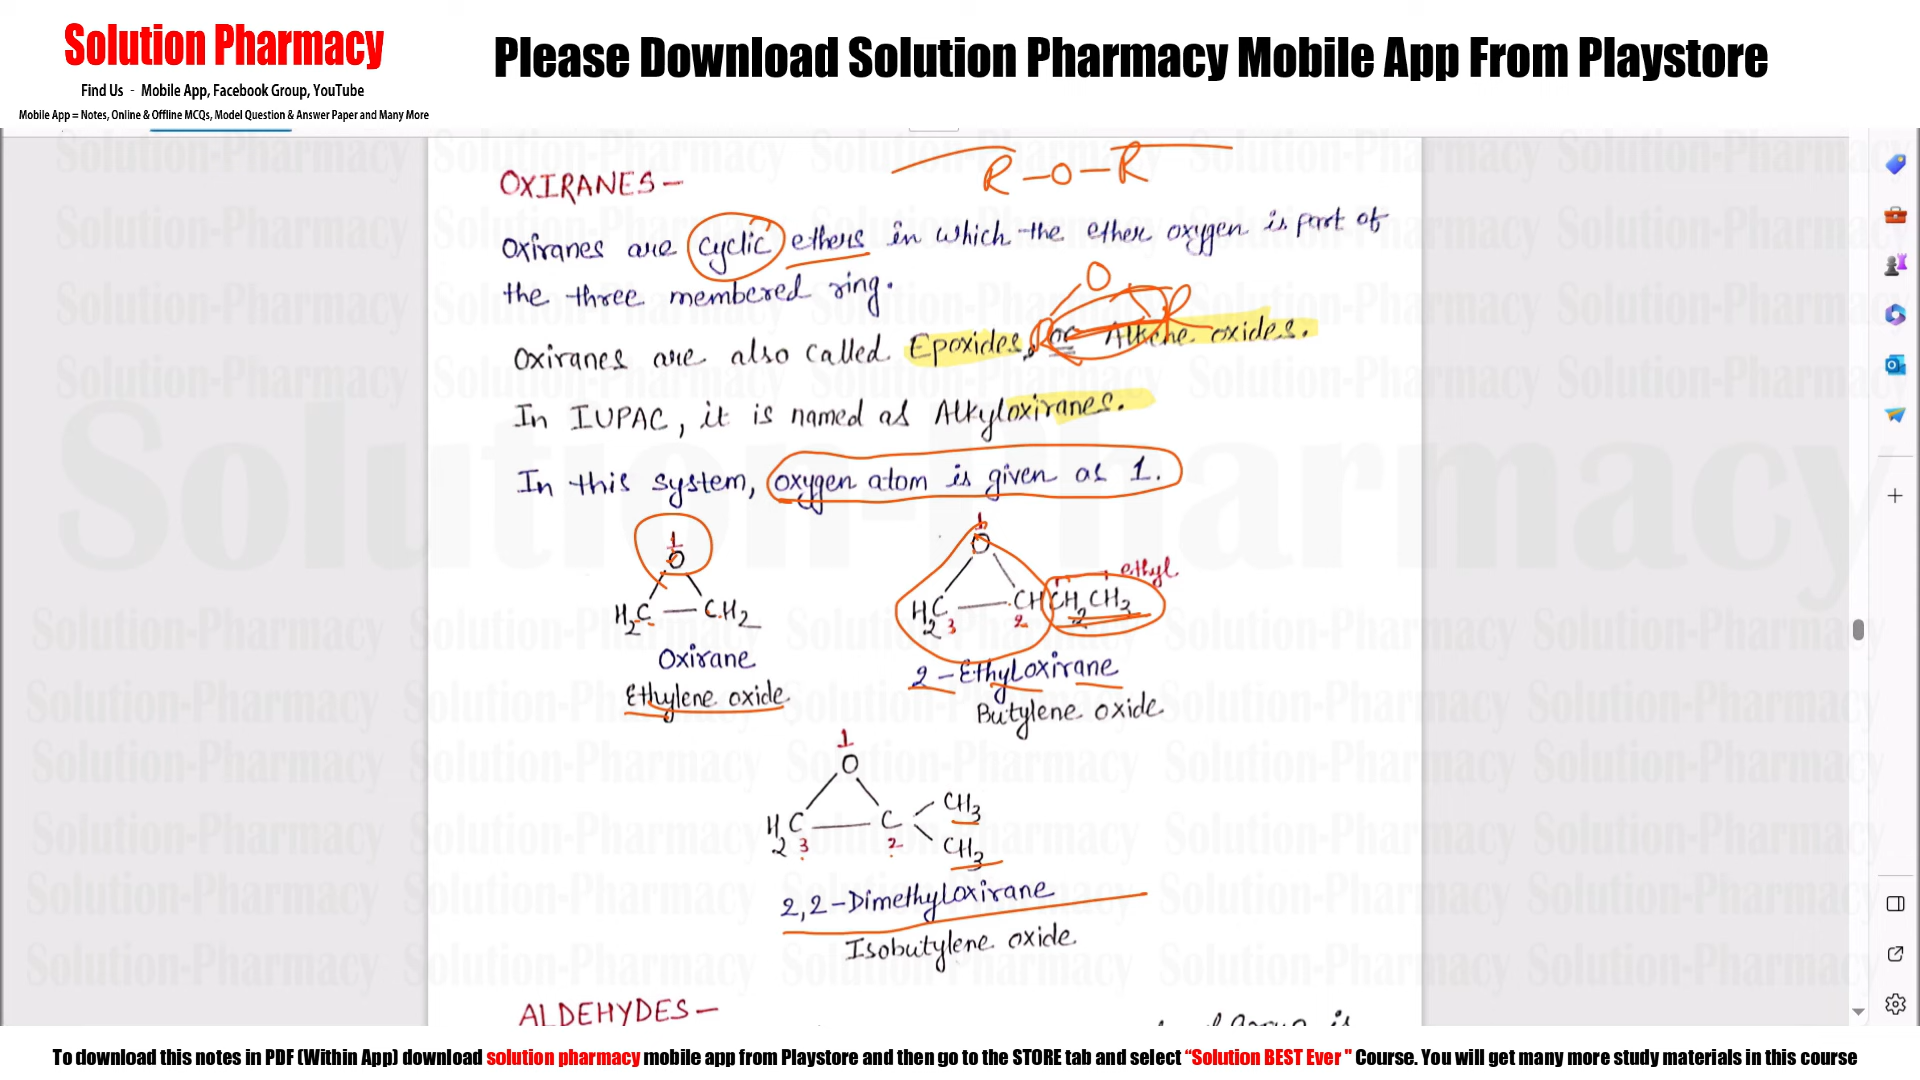 Solution Pharmacy
Find Us - Mobile App, Facebook Group, YouTube
Mobile App = Notes, Online & Offline MCQs, Model Question & Answer Paper and Many More
Please Download Solution Pharmacy Mobile App From Playstore
R-O-R
OXIRANES-
Oxiranes are cyclic ethers in which the ether oxygen is part of
the three membered ring.
O
R R
Oxiranes are also called Epoxides, or Alkene oxides.
In IUPAC, it is named as Alkyloxiranes.
In this system, oxygen atom is given as 1.
1
O
H2C — CH2
Oxirane
Ethylene oxide
1
O
ethyl
H2C — CHCH2CH3
3 2
2-Ethyloxirane
Butylene oxide
1
O
CH3
H2C — C
3 2
CH3
2,2-Dimethyloxirane
Isobutylene oxide
ALDEHYDES-
To download this notes in PDF (Within App) download solution pharmacy mobile app from Playstore and then go to the STORE tab and select "Solution BEST Ever" Course. You will get many more study materials in this course